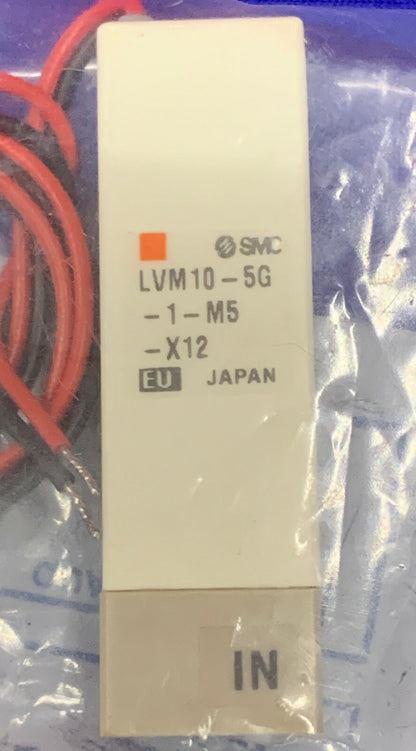 SMC
LVM10-5G
-1-M5
-X12
EU JAPAN
IN